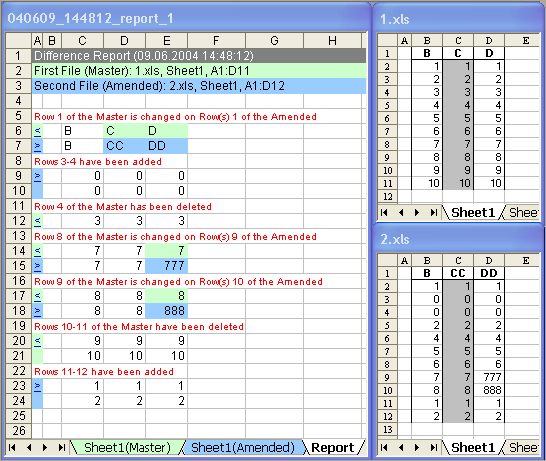 040609_144812_report_1
A B C D E F G H
1 Difference Report (09.06.2004 14:48:12)
2 First File (Master): 1.xls, Sheet1, A1:D11
3 Second File (Amended): 2.xls, Sheet1, A1:D12
4
5 Row 1 of the Master is changed on Row(s) 1 of the Amended
6 < B C D
7 > B CC DD
8 Rows 3-4 have been added
9 > 0 0 0
10 0 0 0
11 Row 4 of the Master has been deleted
12 < 3 3 3
13 Row 8 of the Master is changed on Row(s) 9 of the Amended
14 < 7 7 7
15 > 7 7 777
16 Row 9 of the Master is changed on Row(s) 10 of the Amended
17 < 8 8 8
18 > 8 8 888
19 Rows 10-11 of the Master have been deleted
20 < 9 9 9
21 10 10 10
22 Rows 11-12 have been added
23 > 1 1 1
24 2 2 2
25
26
Sheet1(Master) Sheet1(Amended) Report
1.xls
A B C D E
1 B C D
2 1 1 1
3 2 2 2
4 3 3 3
5 4 4 4
6 5 5 5
7 6 6 6
8 7 7 7
9 8 8 8
10 9 9 9
11 10 10 10
12
Sheet1 Shee
2.xls
A B C D E
1 B CC DD
2 1 1 1
3 0 0 0
4 0 0 0
5 2 2 2
6 4 4 4
7 5 5 5
8 6 6 6
9 7 7 777
10 8 8 888
11 1 1 1
12 2 2 2
13
Sheet1 Shee